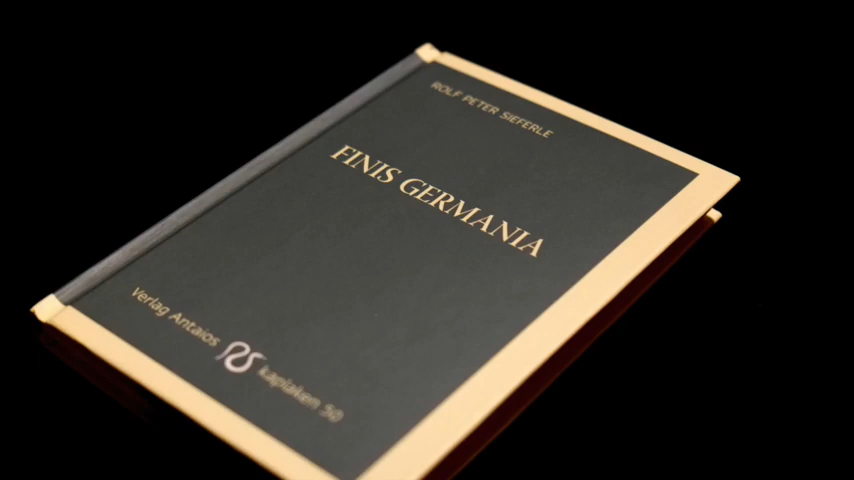 ROLF PETER SIEFERLE
FINIS GERMANIA
Verlag Antaios
kaplaken 50